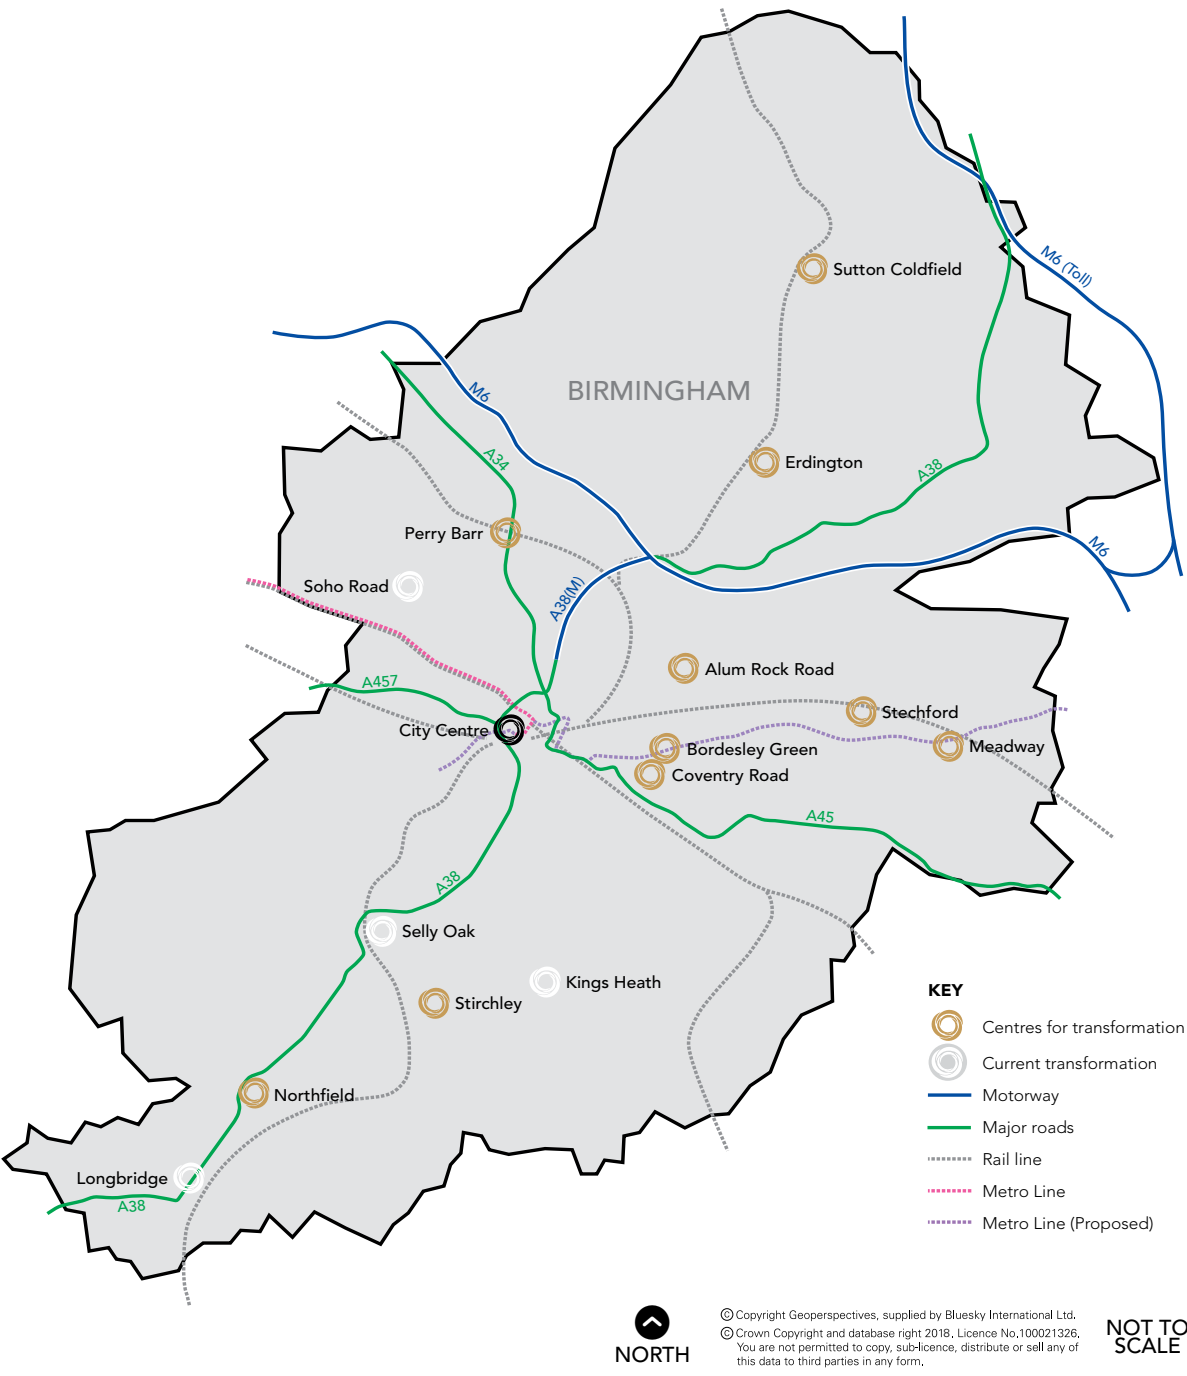 M6 (Toll)
Sutton Coldfield
BIRMINGHAM
M6
A34
Erdington
A38
Perry Barr
M6
Soho Road
A38(M)
Alum Rock Road
A457
Stechford
City Centre
Bordesley Green
Meadway
Coventry Road
A45
A38
Selly Oak
Kings Heath
Stirchley
Northfield
Longbridge
A38
KEY
Centres for transformation
Current transformation
Motorway
Major roads
Rail line
Metro Line
Metro Line (Proposed)
NORTH
© Copyright Geoperspectives, supplied by Bluesky International Ltd.
© Crown Copyright and database right 2018. Licence No.100021326.
You are not permitted to copy, sub-licence, distribute or sell any of
this data to third parties in any form.
NOT TO
SCALE